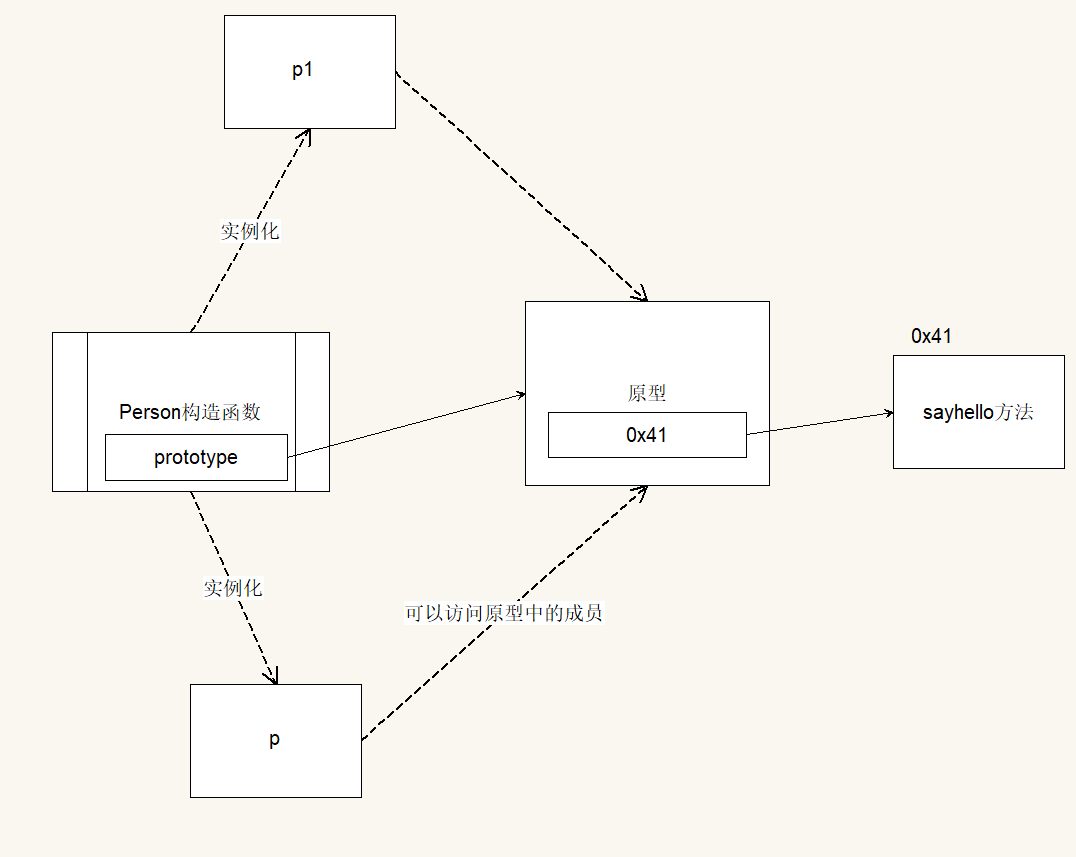 p1
实例化
0x41
原型
Person构造函数
sayhello方法
0x41
prototype
实例化
可以访问原型中的成员
p